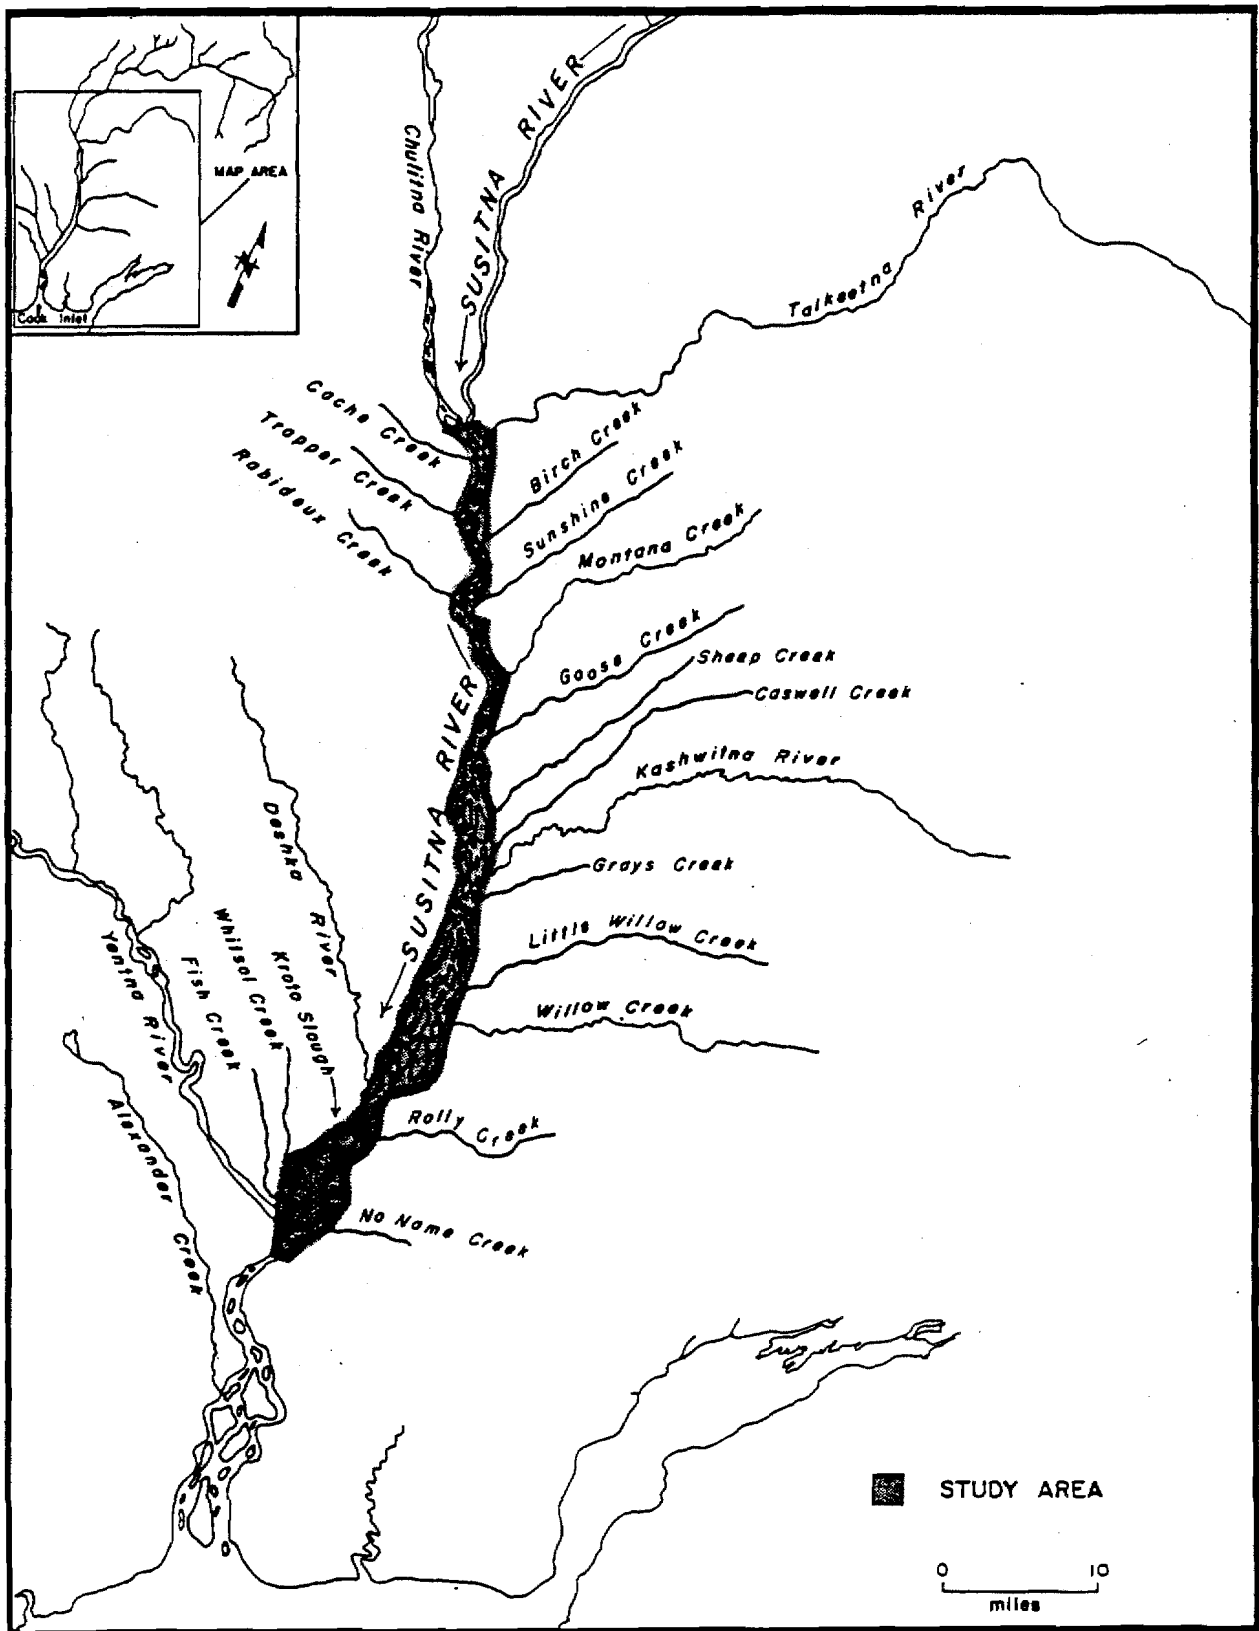 MAP AREA
Cook Inlet
Chulitna River
SUSITNA RIVER
Talkeetna River
Cache Creek
Trapper Creek
Rabideux Creek
Birch Creek
Sunshine Creek
Montana Creek
Goose Creek
Sheep Creek
Caswell Creek
Kashwitna River
SUSITNA RIVER
Deshka River
Grays Creek
Little Willow Creek
Willow Creek
Kroto Slough
Whitsol Creek
Fish Creek
Yentna River
Alexander Creek
Rolly Creek
No Name Creek
STUDY AREA
0 10
miles